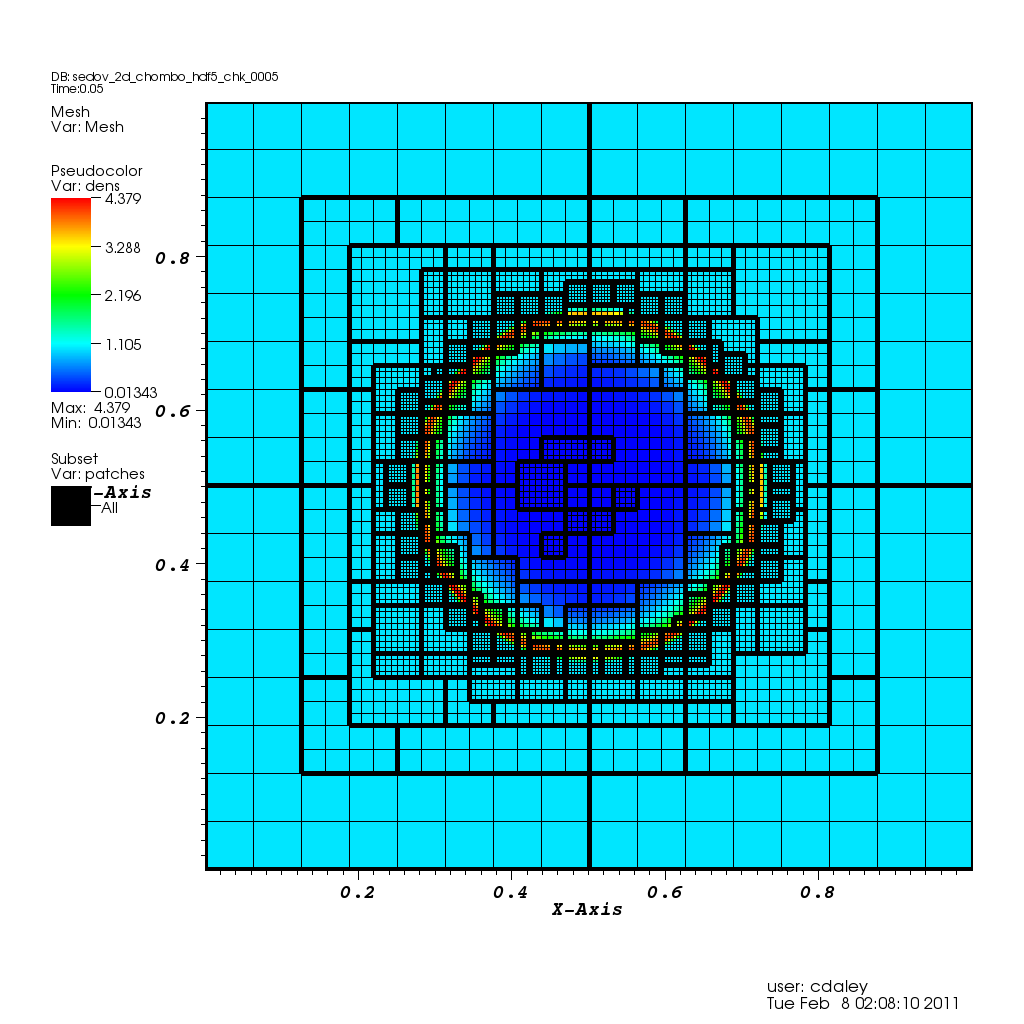 DB: sedov_2d_chombo_hdf5_chk_0005
Time:0.05
Mesh
Var: Mesh
Pseudocolor
Var: dens
4.379
3.288
2.196
1.105
0.01343
Max: 4.379
Min: 0.01343
Subset
Var: patches
-Axis
All
0.8
0.6
0.4
0.2
0.2 0.4 0.6 0.8
X-Axis
user: cdaley
Tue Feb 8 02:08:10 2011